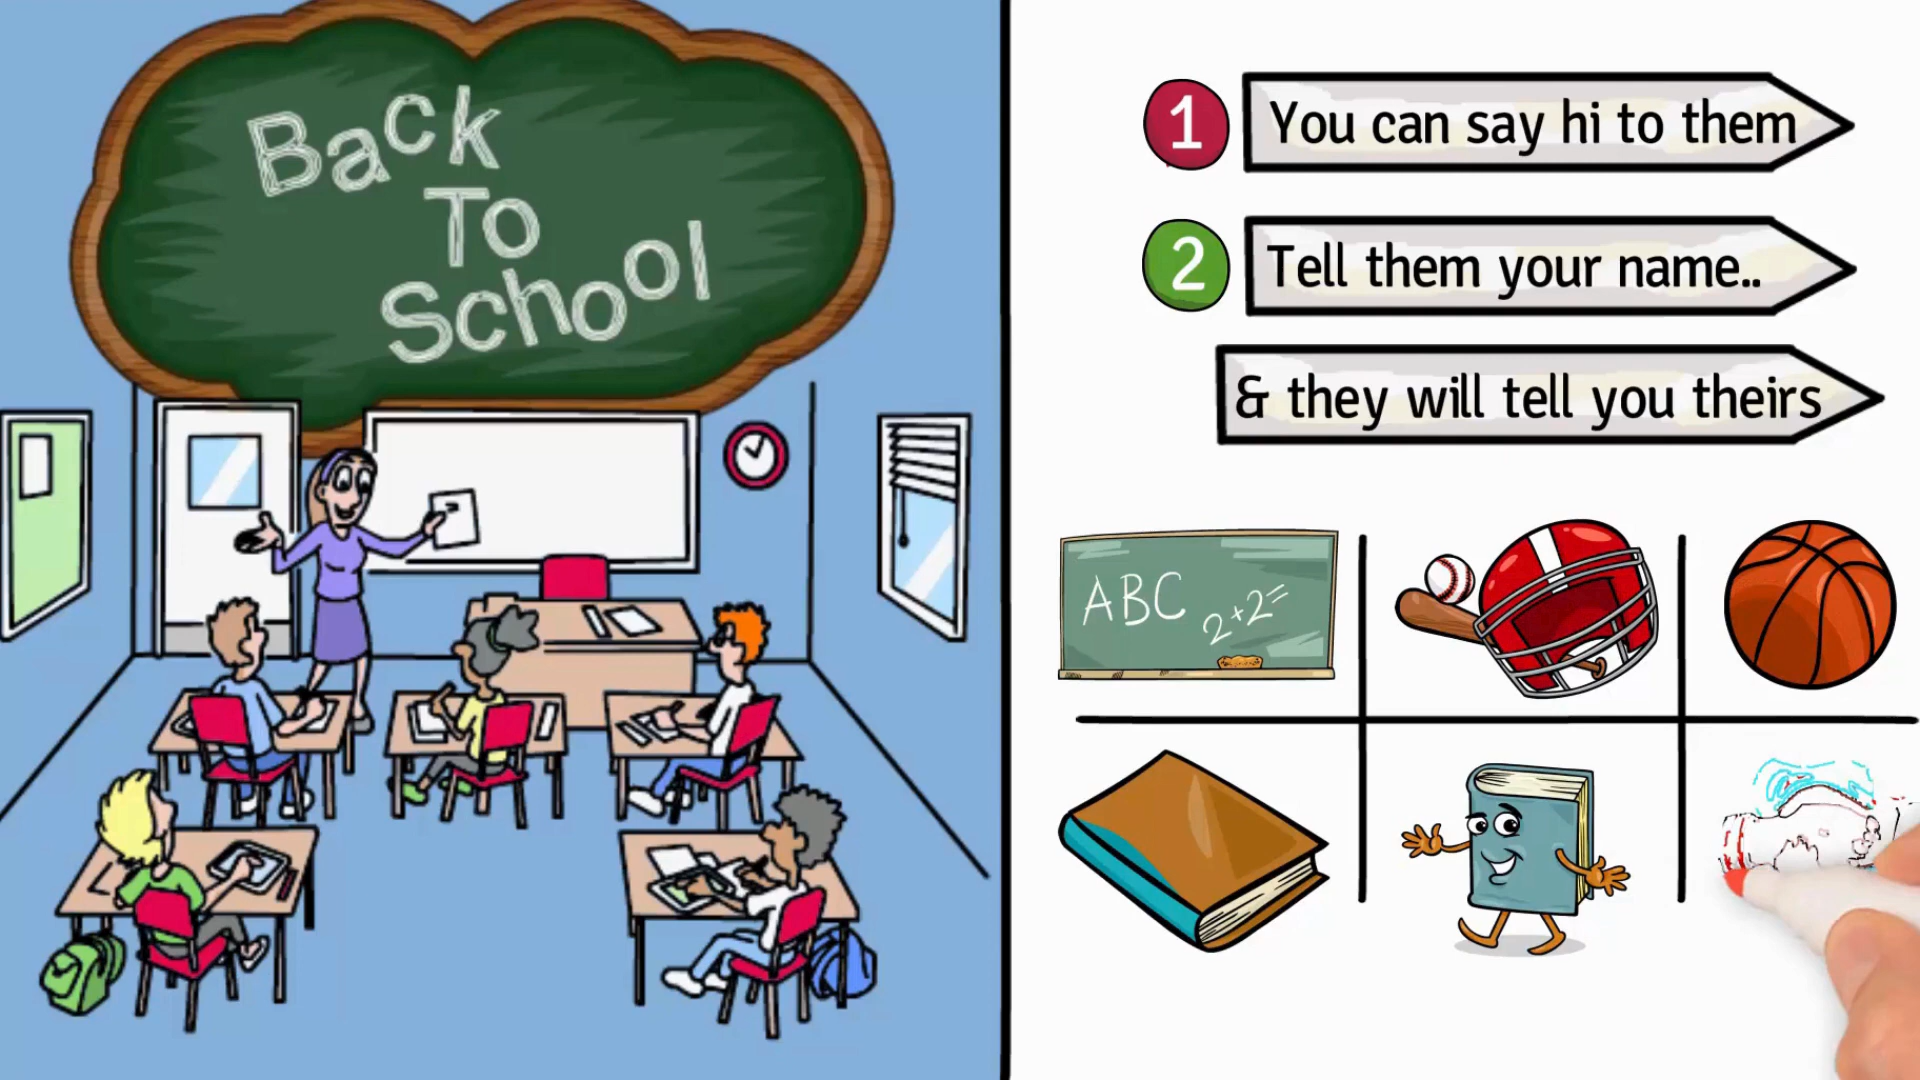 Back
To
School
1 You can say hi to them
2 Tell them your name..
& they will tell you theirs
ABC
2+2=